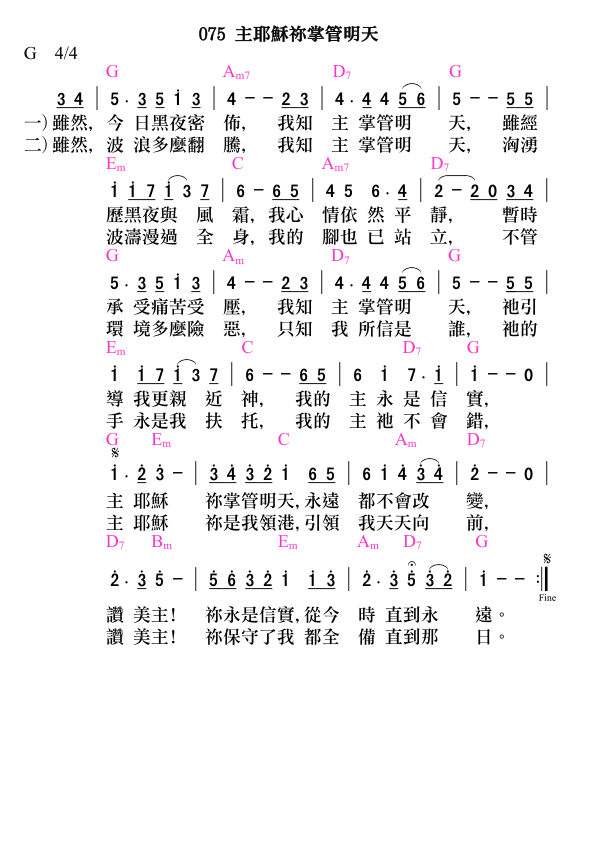 075 主耶穌祢掌管明天
G 4/4
G Am7 D7 G
3 4 | 5 · 3 5 i 3 | 4 – – 2 3 | 4 · 4 4 5 6 | 5 – – 5 5 |
一) 雖然, 今 日黑夜密 佈, 我知 主 掌管明 天, 雖經
二) 雖然, 波 浪多麼翻 騰, 我知 主 掌管明 天, 洶湧
Em C Am7 D7
i i 7 i 3 7 | 6 – 6 5 | 4 5 6 · 4 | 2 – 2 0 3 4 |
歷黑夜與 風 霜, 我心 情依 然 平 靜, 暫時
波濤漫過 全 身, 我的 腳也 已 站 立, 不管
G Am D7 G
5 · 3 5 i 3 | 4 – – 2 3 | 4 · 4 4 5 6 | 5 – – 5 5 |
承 受痛苦受 壓, 我知 主 掌管明 天, 祂引
環 境多麼險 惡, 只知 我 所信是 誰, 祂的
Em C D7 G
i i 7 i 3 7 | 6 – – 6 5 | 6 i 7 · i | i – – 0 |
導 我更親 近 神, 我的 主 永 是 信 實,
手 永是我 扶 托, 我的 主 祂 不 會 錯,
G Em C Am D7
i · 2 3 – | 3 4 3 2 i 6 5 | 6 i 4 3 4 | 2 – – 0 |
主 耶穌 祢掌管明天, 永遠 都不會改 變,
主 耶穌 祢是我領港, 引領 我天天向 前,
D7 Bm Em Am D7 G
2 · 3 5 – | 5 6 3 2 i i 3 | 2 · 3 5 3 2 | i – – :||
Fine
讚 美主! 祢永是信實, 從今 時 直到永 遠。
讚 美主! 祢保守了我 都全 備 直到那 日。